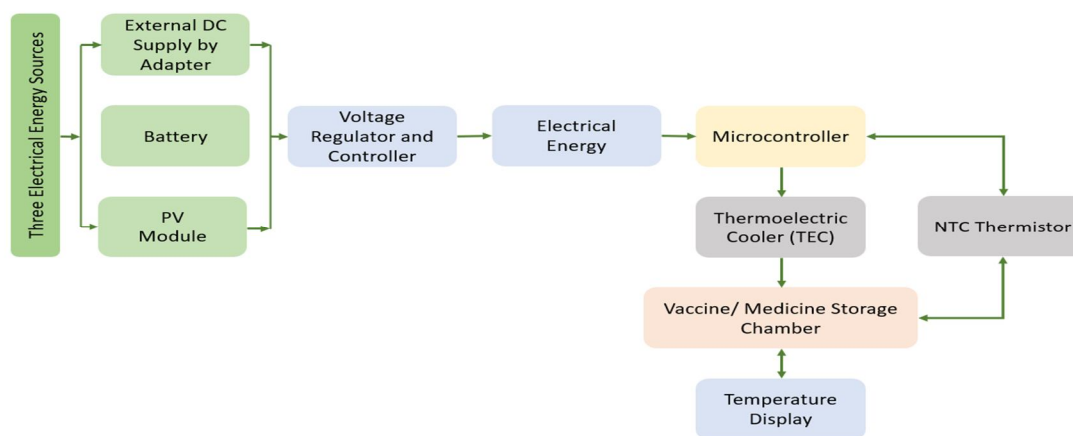 Three Electrical Energy Sources
External DC
Supply by
Adapter
Battery
PV
Module
Voltage
Regulator and
Controller
Electrical
Energy
Microcontroller
Thermoelectric
Cooler (TEC)
NTC Thermistor
Vaccine/ Medicine Storage
Chamber
Temperature
Display